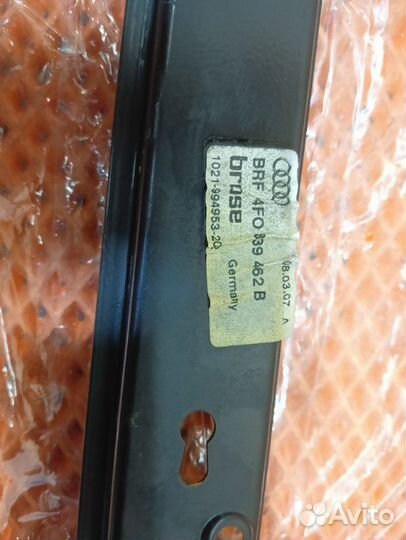 BRF 4F0 839 462 B
brose
1021-994953-20
Germany
08.03.07 A
Avito